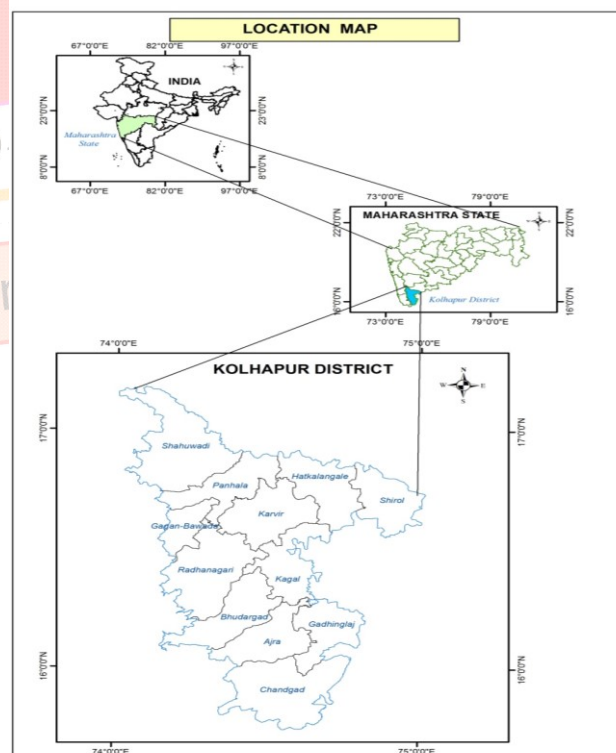 LOCATION MAP
67°0'0"E 82°0'0"E 97°0'0"E
INDIA
23°0'0"N
23°0'0"N
Maharashtra
State
8°0'0"N
8°0'0"N
67°0'0"E 82°0'0"E 97°0'0"E
73°0'0"E 79°0'0"E
MAHARASHTRA STATE
22°0'0"N
22°0'0"N
Kolhapur District
16°0'0"N
16°0'0"N
73°0'0"E 79°0'0"E
74°0'0"E 75°0'0"E
KOLHAPUR DISTRICT
N
W E
S
17°0'0"N
17°0'0"N
Shahuwadi
Hatkalangale
Panhala
Shirol
Karvir
Gagan-Bawada
Radhanagari
Kagal
Bhudargad
Gadhinglaj
Ajra
16°0'0"N
16°0'0"N
Chandgad
74°0'0"E 75°0'0"E